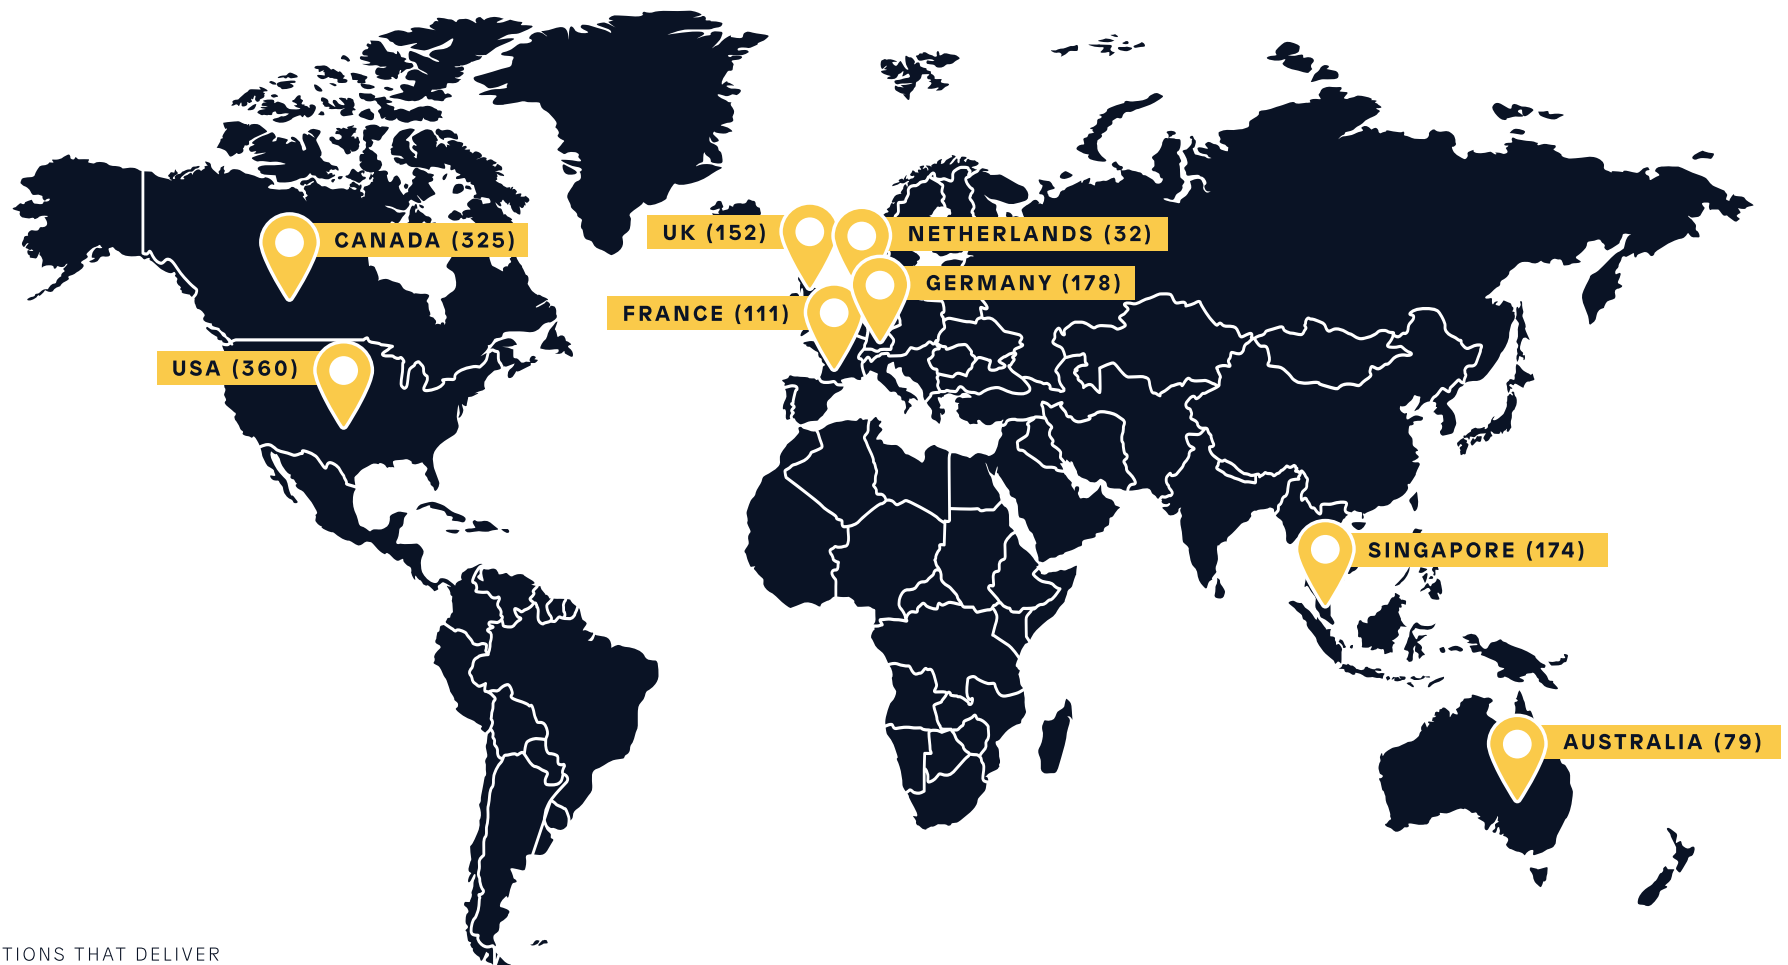 CANADA (325)
UK (152)
NETHERLANDS (32)
GERMANY (178)
FRANCE (111)
USA (360)
SINGAPORE (174)
AUSTRALIA (79)
TIONS THAT DELIVER